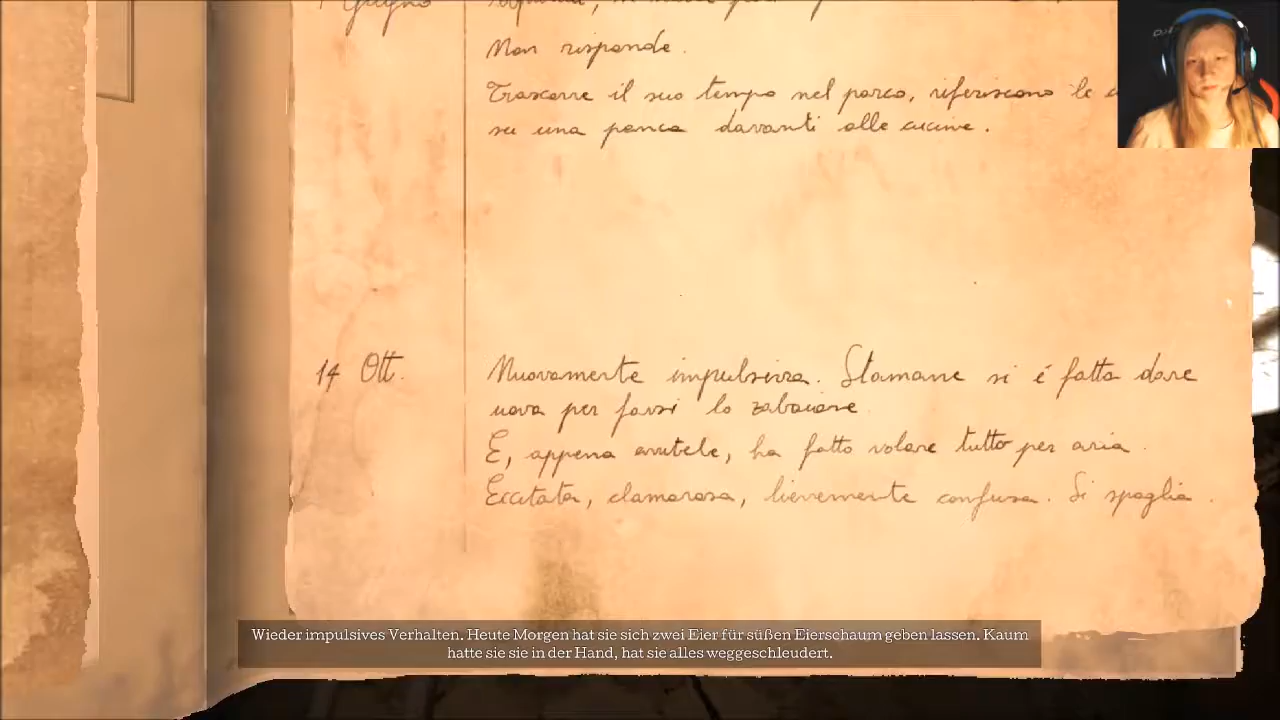 Giugno
Non risponde.
Trascorre il suo tempo nel parco, riferiscono le
su una panca davanti alle cucine.
14 Ott.
Nuovamente impulsiva. Stamane si é fatta dare
uova per farsi lo zabaione
E, appena avutele, ha fatto volare tutto per aria.
Eccitata, clamorosa, lievemente confusa. Si spoglia.
Wieder impulsives Verhalten. Heute Morgen hat sie sich zwei Eier für süßen Eierschaum geben lassen. Kaum
hatte sie sie in der Hand, hat sie alles weggeschleudert.